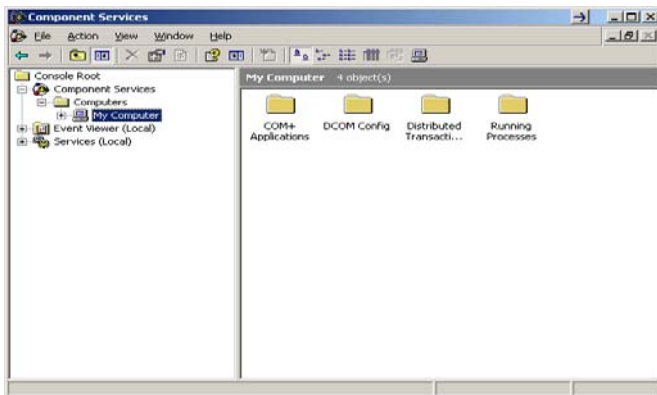 Component Services
File Action View Window Help
Console Root
Component Services
Computers
My Computer
Event Viewer (Local)
Services (Local)
My Computer 4 object(s)
COM+ Applications
DCOM Config
Distributed Transacti...
Running Processes